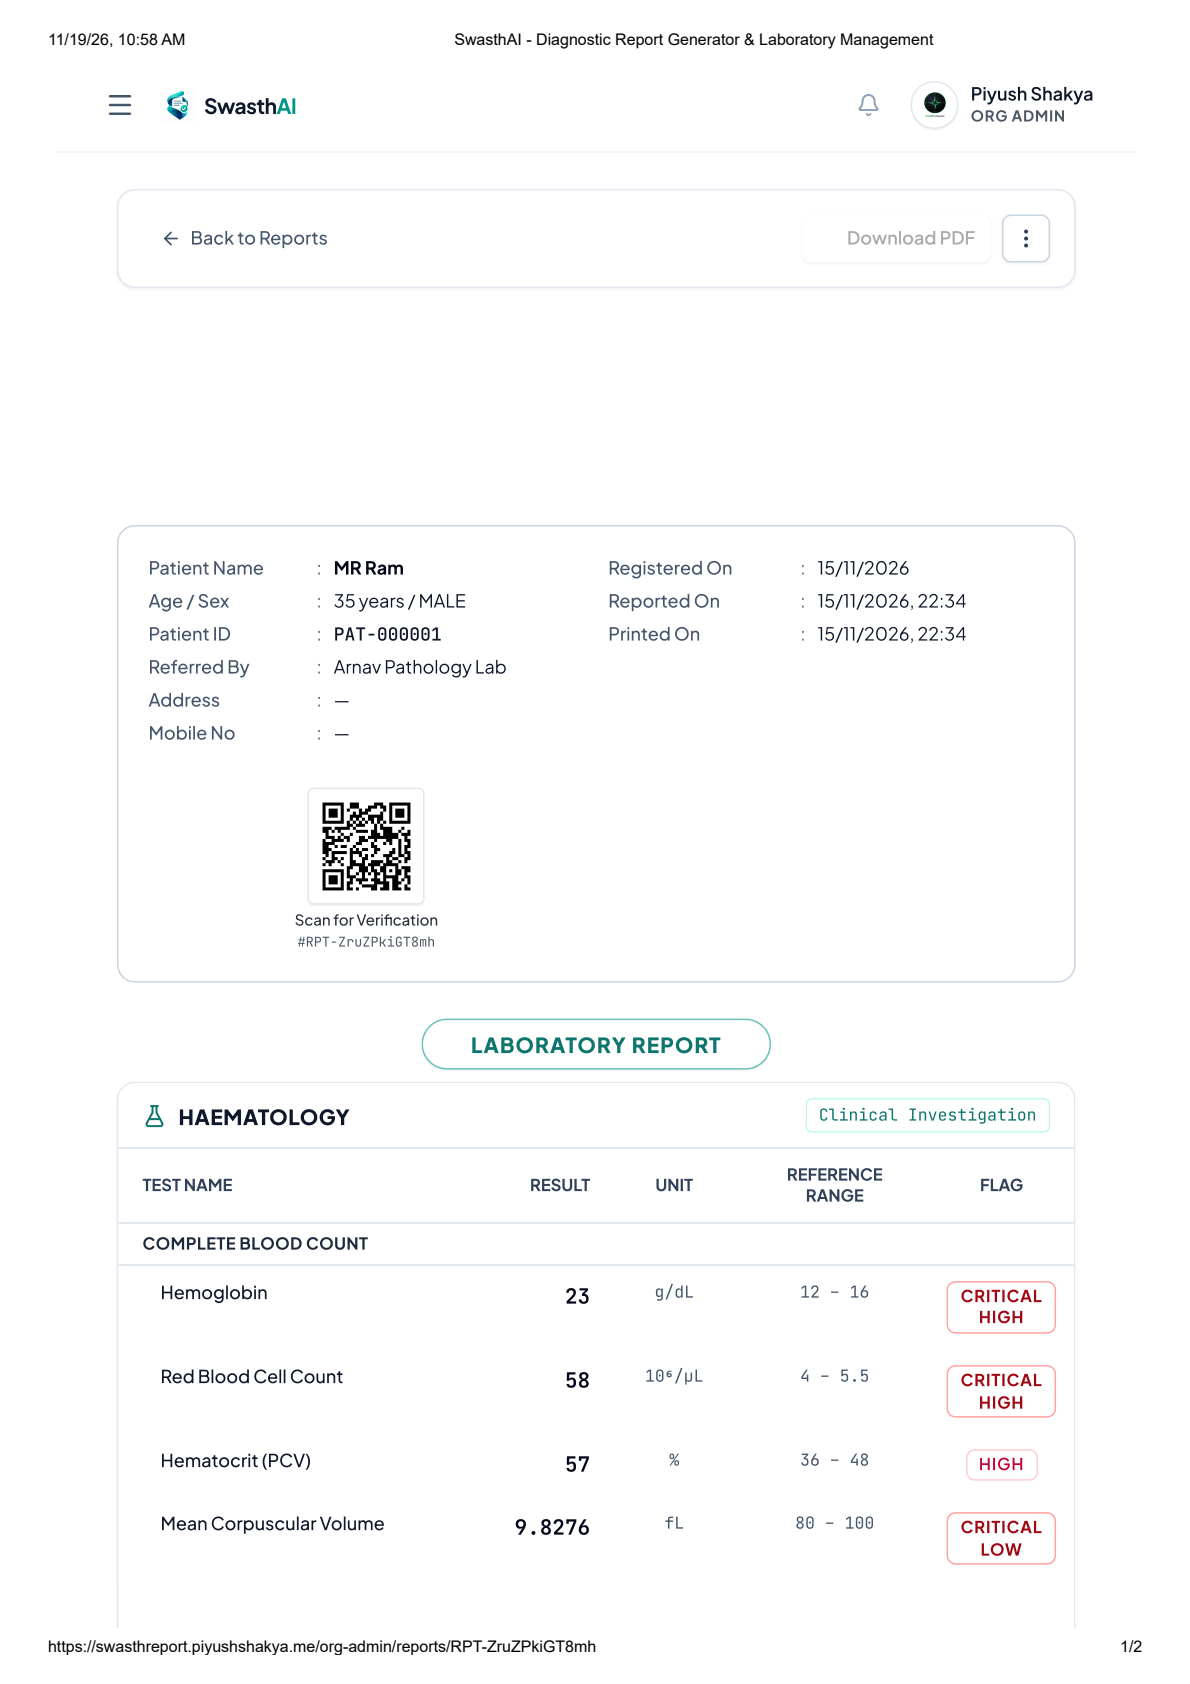 11/19/26, 10:58 AM SwasthAI - Diagnostic Report Generator & Laboratory Management
SwasthAI
Piyush Shakya
ORG ADMIN
Back to Reports Download PDF
Patient Name : MR Ram Registered On : 15/11/2026
Age / Sex : 35 years / MALE Reported On : 15/11/2026, 22:34
Patient ID : PAT-000001 Printed On : 15/11/2026, 22:34
Referred By : Arnav Pathology Lab
Address : —
Mobile No : —
Scan for Verification
#RPT-ZruZPkiGT8mh
LABORATORY REPORT
HAEMATOLOGY Clinical Investigation
TEST NAME RESULT UNIT REFERENCE RANGE FLAG
COMPLETE BLOOD COUNT
Hemoglobin 23 g/dL 12 – 16 CRITICAL HIGH
Red Blood Cell Count 58 10⁶/µL 4 – 5.5 CRITICAL HIGH
Hematocrit (PCV) 57 % 36 – 48 HIGH
Mean Corpuscular Volume 9.8276 fL 80 – 100 CRITICAL LOW
https://swasthreport.piyushshakya.me/org-admin/reports/RPT-ZruZPkiGT8mh 1/2